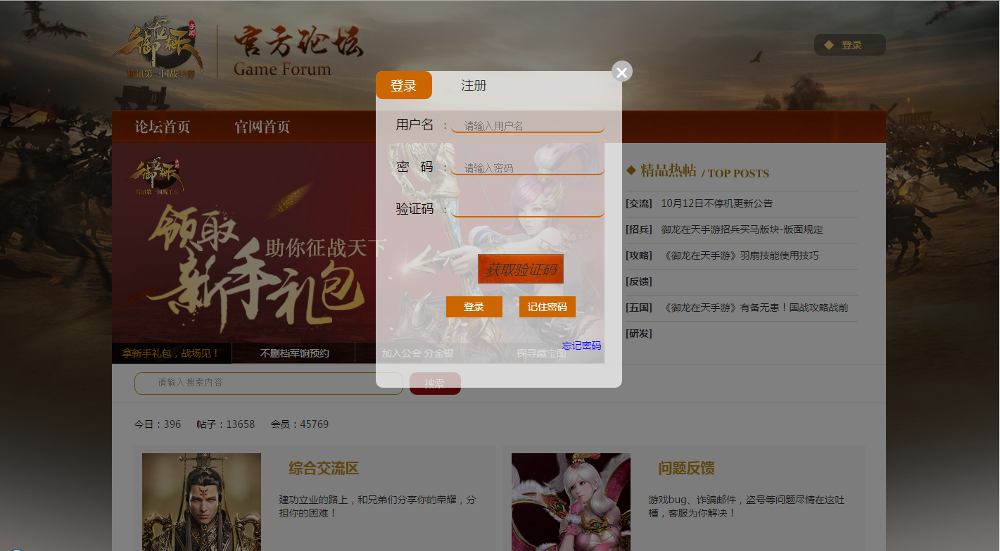 御龙在天
手游
腾讯第一国战手游
官方论坛
Game Forum
登录
登录
注册
论坛首页
官网首页
用户名 ：
请输入用户名
密 码 ：
请输入密码
验证码 ：
获取验证码
登录
记住密码
忘记密码
御龙在天
腾讯第一国战手游
领取
新手礼包
助你征战天下
拿新手礼包，战场见！
不删档军饷预约
加入公会 分金银
探寻藏宝图
精品热帖 / TOP POSTS
[交流] 10月12日不停机更新公告
[招兵] 御龙在天手游招兵买马版块-版面规定
[攻略] 《御龙在天手游》羽扇技能使用技巧
[反馈]
[五国] 《御龙在天手游》有备无患！国战攻略战前
[研发]
请输入搜索内容
搜索
今日：396 帖子：13658 会员：45769
综合交流区
建功立业的路上，和兄弟们分享你的荣耀，分
担你的困难！
问题反馈
游戏bug、诈骗邮件，盗号等问题尽情在这吐
槽，客服为你解决！